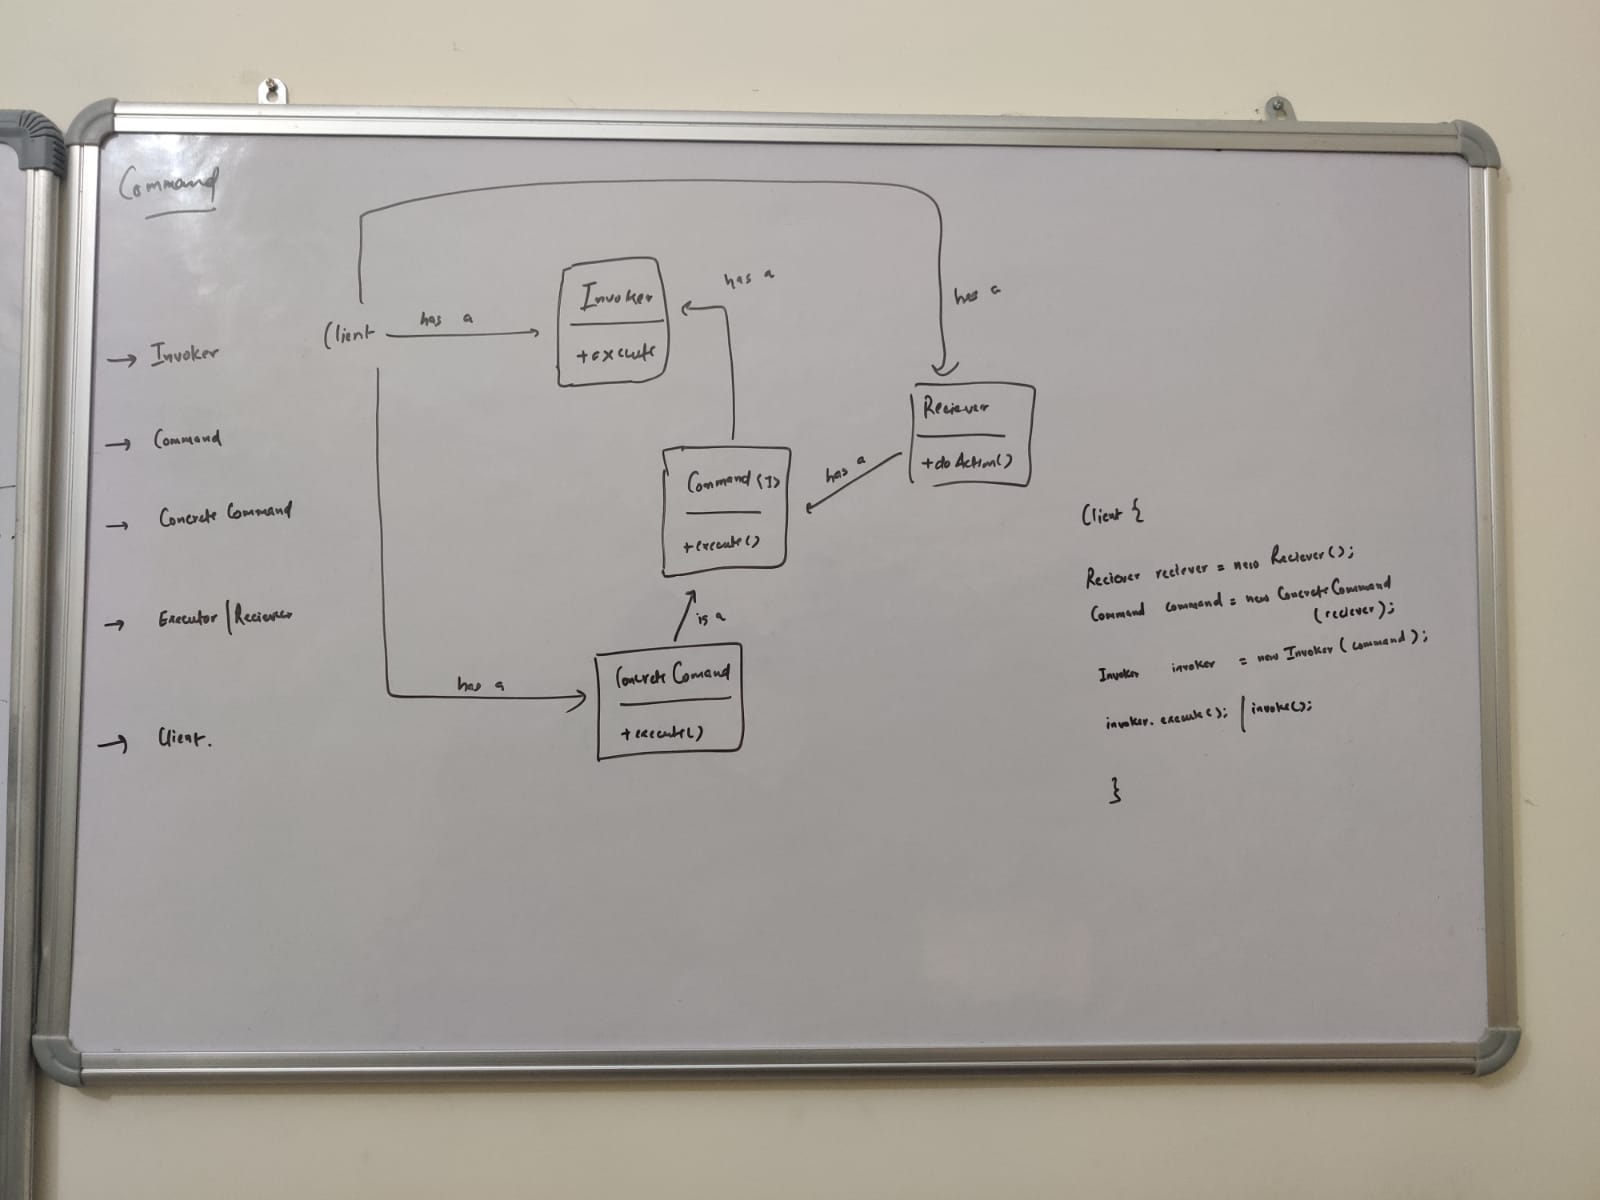 Command
→ Invoker
→ Command
→ Concrete Command
→ Executor | Reciever
→ Client.
Client
has a
Invoker
+ execute
has a
has a
Reciever
+ do Action()
has a
Command <I>
+ execute()
is a
has a
Concrete Comand
+ execute()
Client {
Reciever reciever = new Reciever();
Command command = new Concrete Command
(reciever);
Invoker invoker = new Invoker (command);
invoker. execute(); | invoke();
}